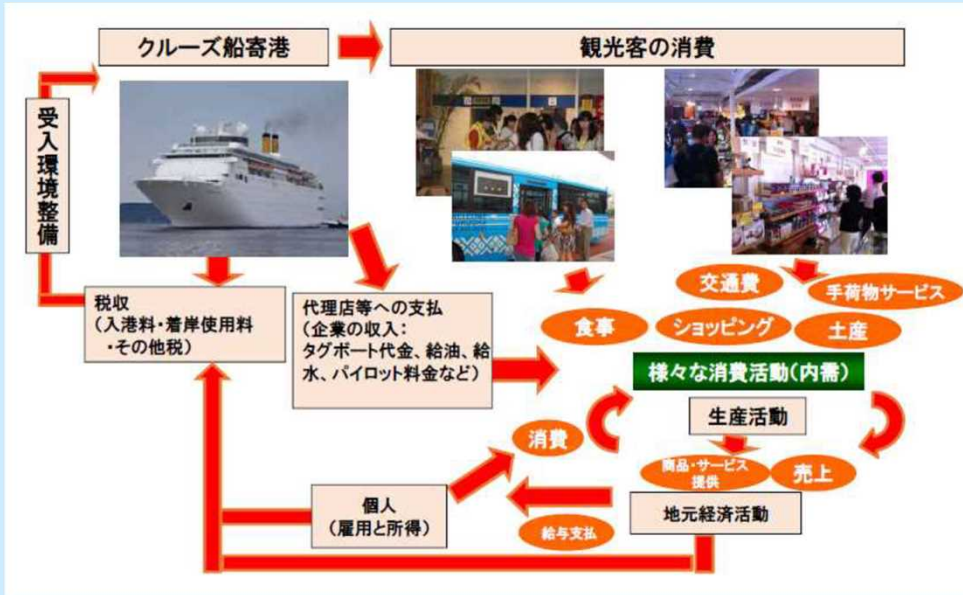 クルーズ船寄港
観光客の消費
受入環境整備
税収
(入港料・着岸使用料
・その他税)
代理店等への支払
(企業の収入:
タグボート代金、給油、給
水、パイロット料金など)
交通費
手荷物サービス
食事
ショッピング
土産
様々な消費活動(内需)
生産活動
消費
商品・サービス
提供
売上
個人
(雇用と所得)
給与支払
地元経済活動